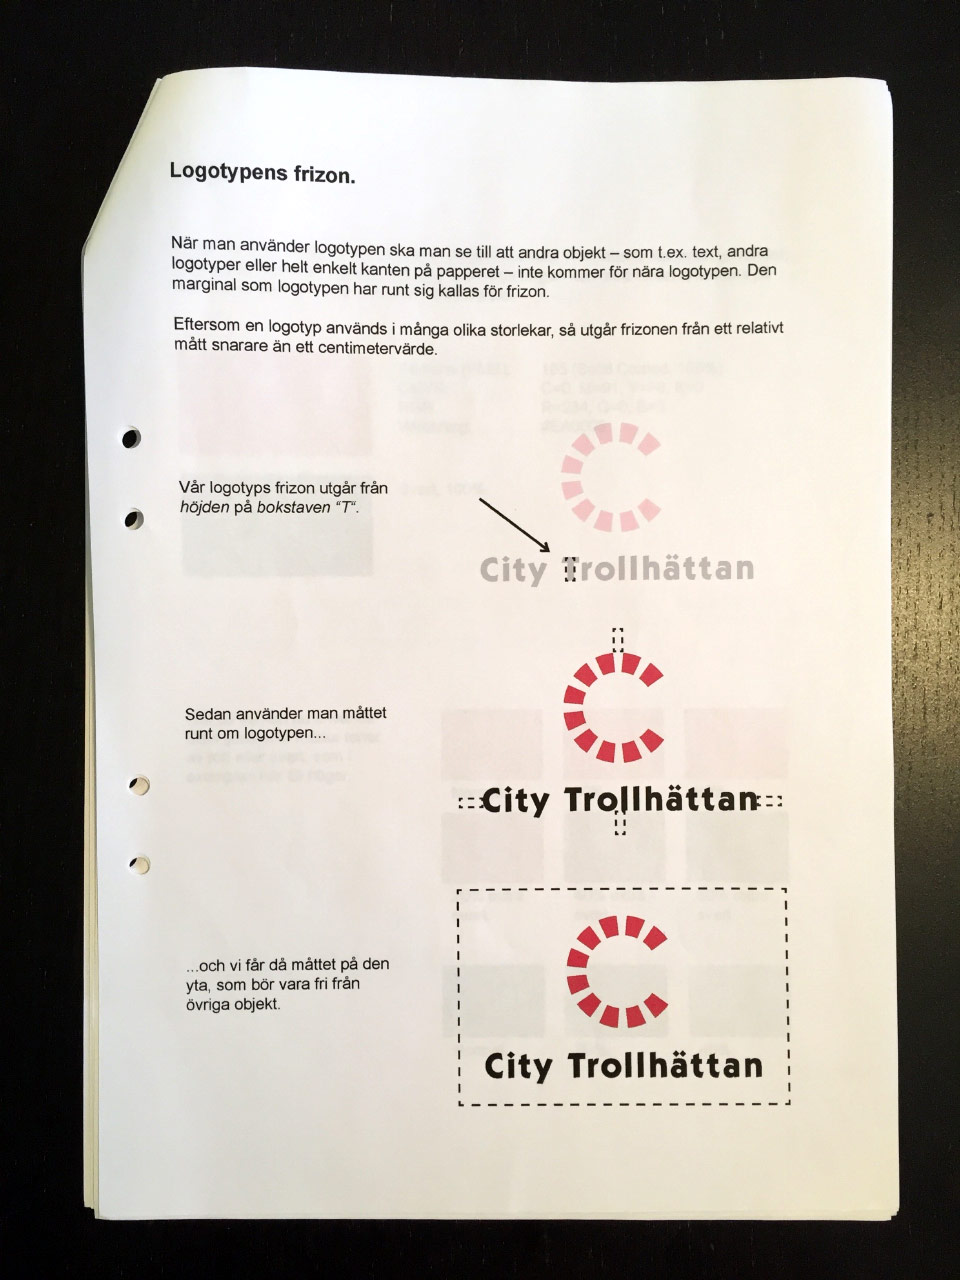 Logotypens frizon.
När man använder logotypen ska man se till att andra objekt – som t.ex. text, andra
logotyper eller helt enkelt kanten på papperet – inte kommer för nära logotypen. Den
marginal som logotypen har runt sig kallas för frizon.
Eftersom en logotyp används i många olika storlekar, så utgår frizonen från ett relativt
mått snarare än ett centimetervärde.
Vår logotyps frizon utgår från
höjden på bokstaven “T“.
City Trollhättan
Sedan använder man måttet
runt om logotypen...
City Trollhättan
...och vi får då måttet på den
yta, som bör vara fri från
övriga objekt.
City Trollhättan